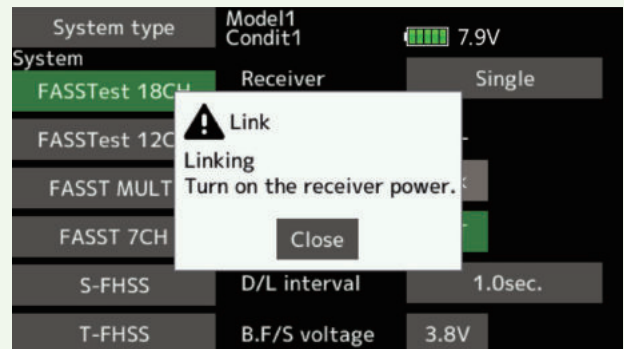 System type
Model1
Condit1
7.9V
System
FASSTest 18CH
Receiver
Single
FASSTest 12C
Link
Linking
Turn on the receiver power.
FASST MULT
FASST 7CH
Close
S-FHSS
D/L interval
1.0sec.
T-FHSS
B.F/S voltage
3.8V